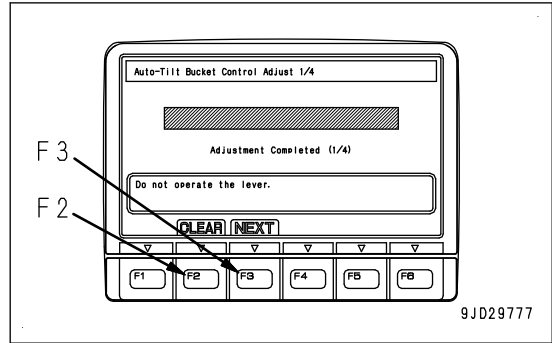 Auto-Tilt Bucket Control Adjust 1/4
Adjustment Completed (1/4)
F3
Do not operate the lever.
F2
CLEAR NEXT
F1 F2 F3 F4 F5 F6
9JD29777